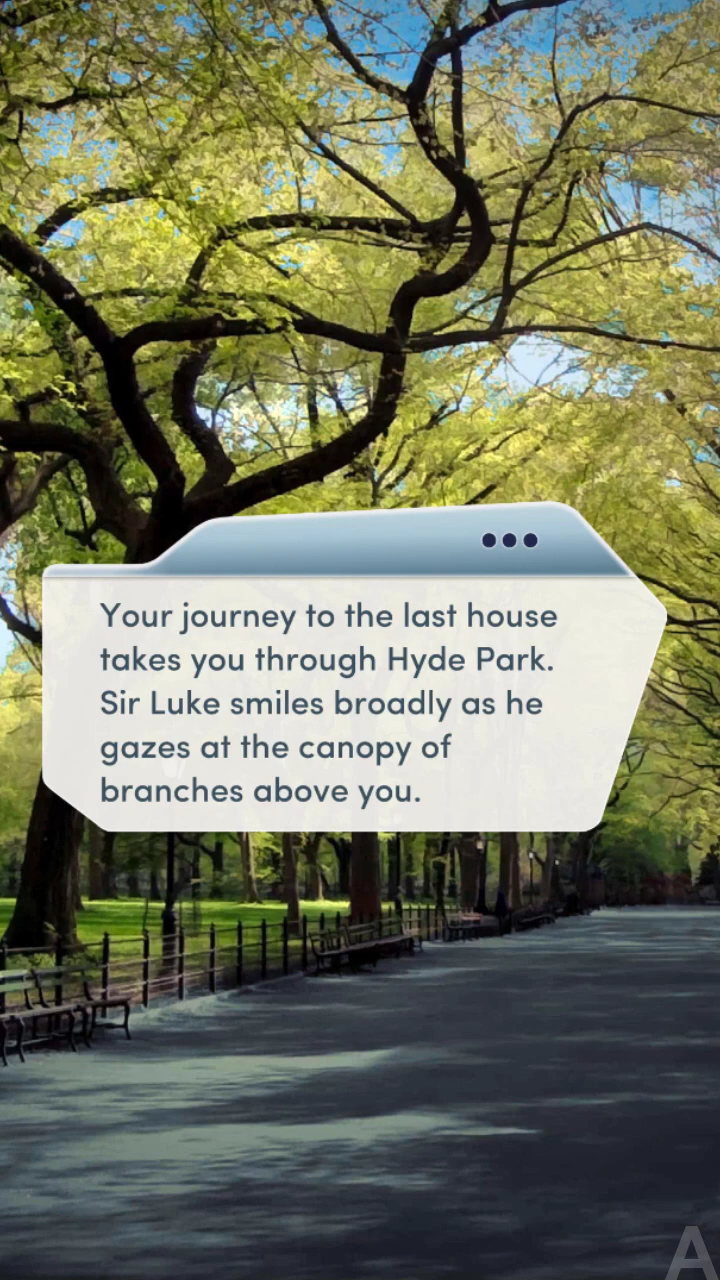 Your journey to the last house
takes you through Hyde Park.
Sir Luke smiles broadly as he
gazes at the canopy of
branches above you.
A